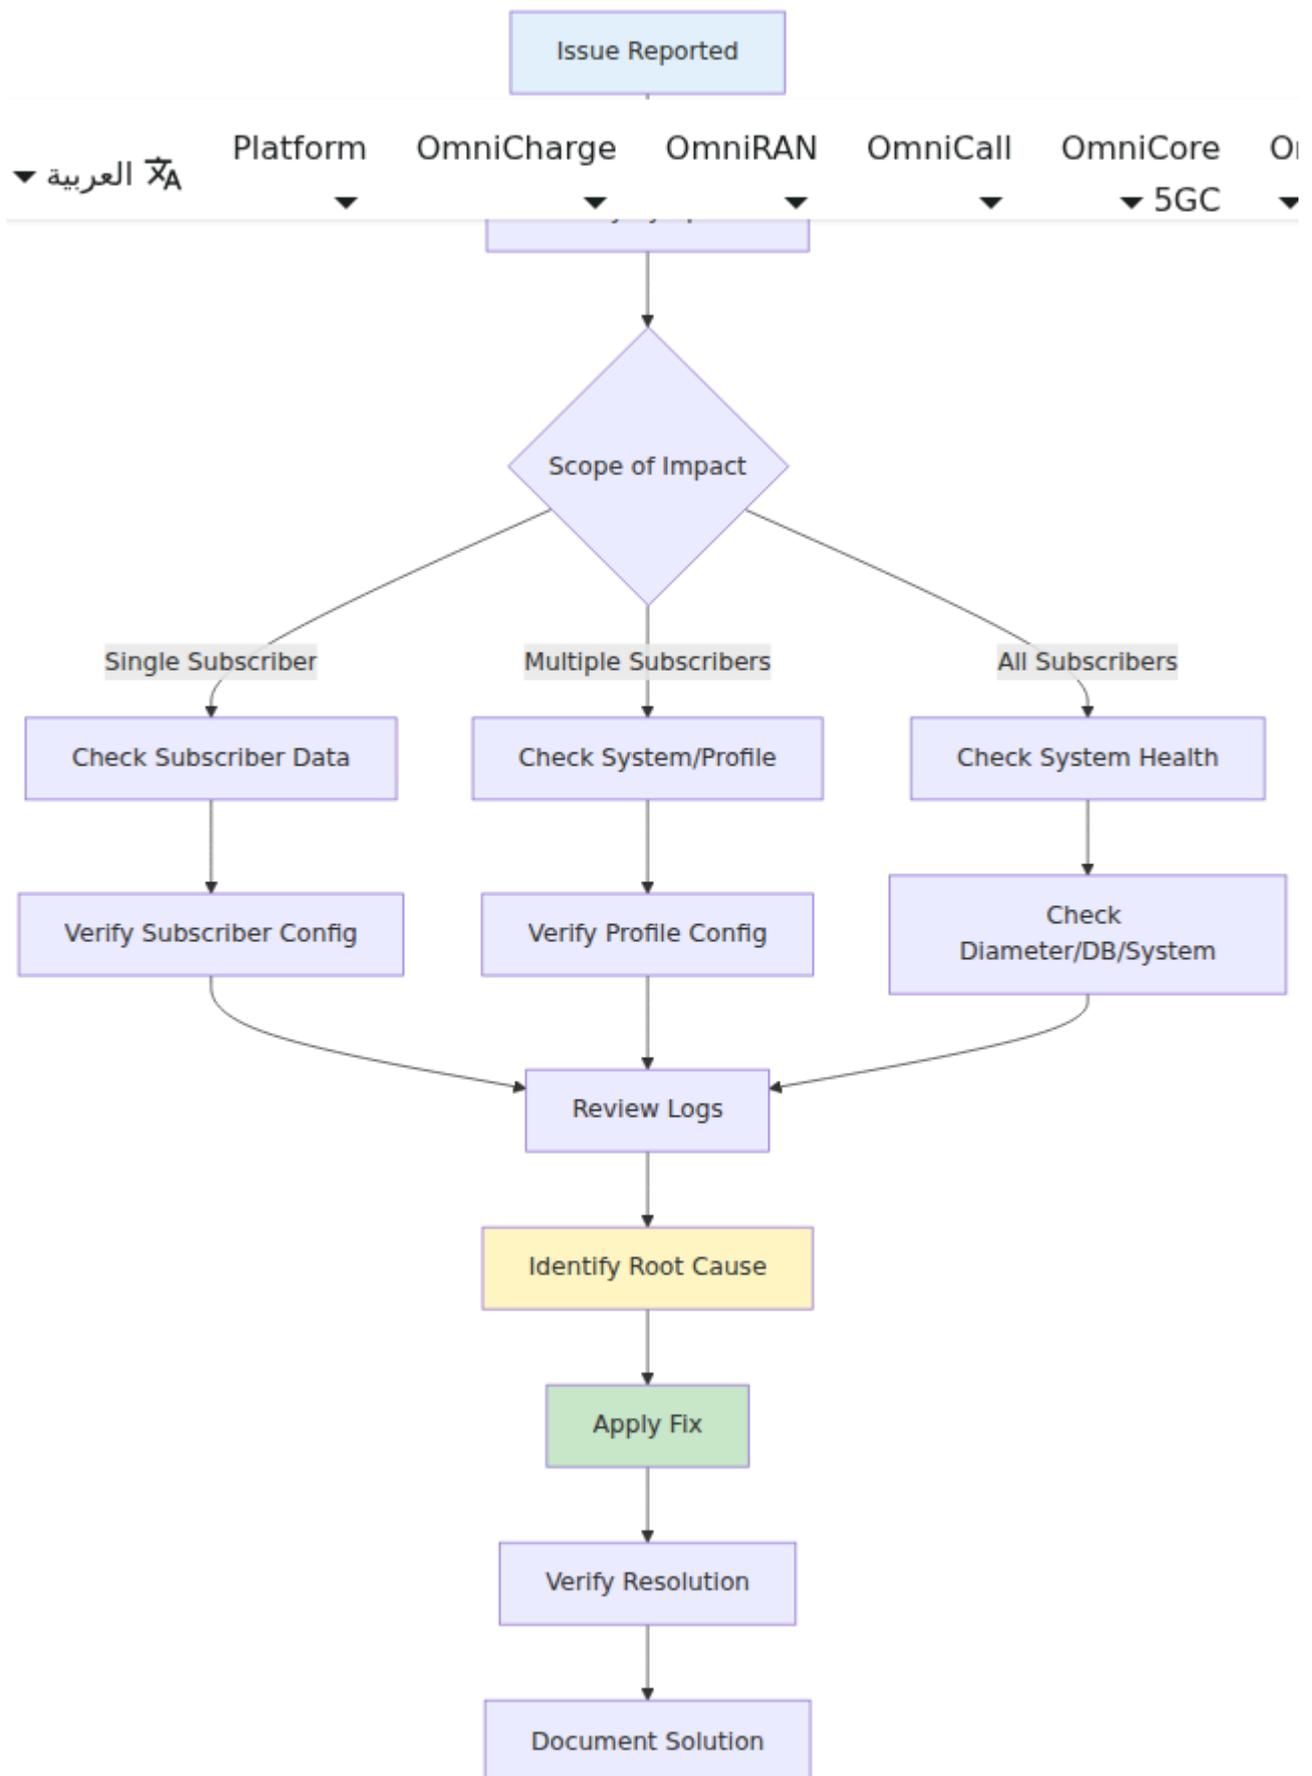 Issue Reported
العربية
Platform
OmniCharge
OmniRAN
OmniCall
OmniCore
5GC
Scope of Impact
Single Subscriber
Multiple Subscribers
All Subscribers
Check Subscriber Data
Check System/Profile
Check System Health
Verify Subscriber Config
Verify Profile Config
Check
Diameter/DB/System
Review Logs
Identify Root Cause
Apply Fix
Verify Resolution
Document Solution